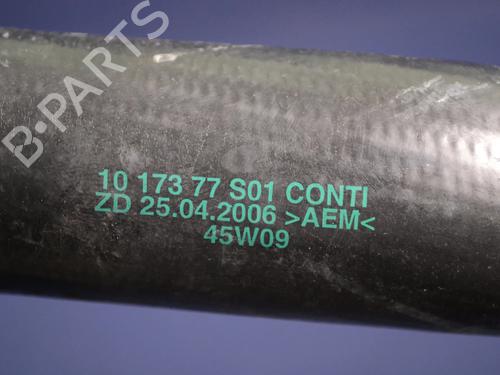 B-PARTS
10 173 77 S01 CONTI
ZD 25.04.2006 >AEM<
45W09